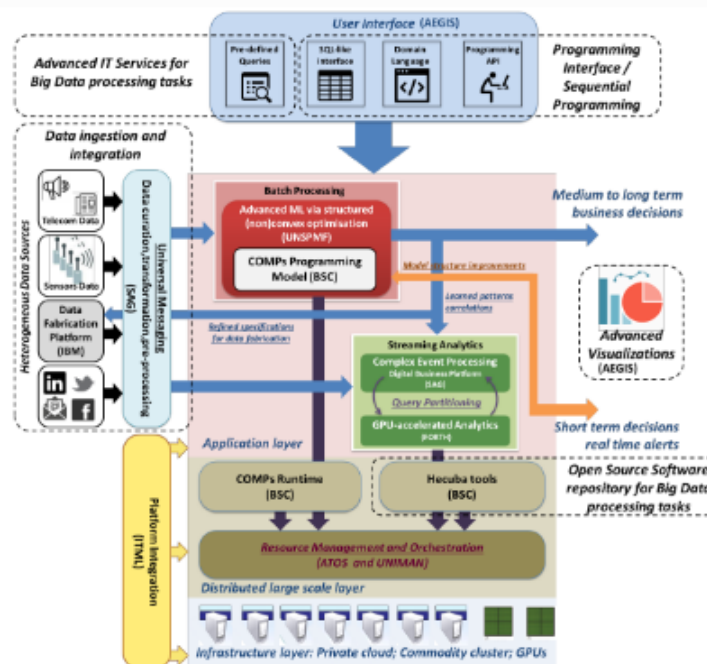 User Interface (AEGIS)
Advanced IT Services for
Big Data processing tasks
Pre-defined
Queries
SQL-like
Interface
Domain
Language
Programming
API
Programming
Interface /
Sequential
Programming
Data ingestion and
integration
Heterogeneous Data Sources
Telecom Data
Sensors Data
Data
Fabrication
Platform
(IBM)
Universal Messaging
(SAG)
Data curation,transformation,pre-processing
Batch Processing
Advanced ML via structured
(non)convex optimisation
(UNSPMF)
COMPs Programming
Model (BSC)
Medium to long term
business decisions
Model structure improvements
Learned patterns
correlations
Refined specifications
for data fabrication
Streaming Analytics
Complex Event Processing
Digital Business Platform
(SAG)
Query Partitioning
GPU-accelerated Analytics
(FORTH)
Advanced
Visualizations
(AEGIS)
Short term decisions
real time alerts
Application layer
COMPs Runtime
(BSC)
Hecuba tools
(BSC)
Open Source Software
repository for Big Data
processing tasks
Platform Integration
(ITML)
Resource Management and Orchestration
(ATOS and UNIMAN)
Distributed large scale layer
Infrastructure layer: Private cloud; Commodity cluster; GPUs